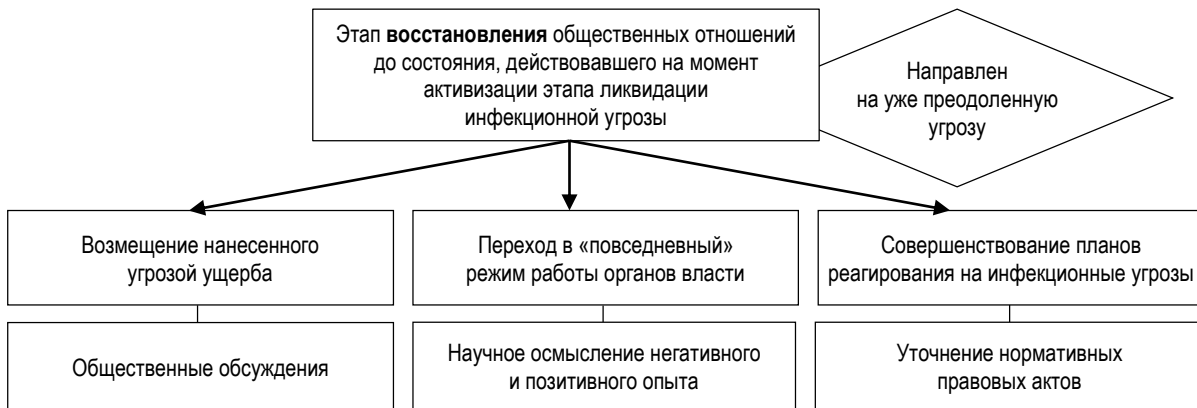 Этап восстановления общественных отношений
до состояния, действовавшего на момент
активизации этапа ликвидации
инфекционной угрозы
Направлен
на уже преодоленную
угрозу
Возмещение нанесенного
угрозой ущерба
Переход в «повседневный»
режим работы органов власти
Совершенствование планов
реагирования на инфекционные угрозы
Общественные обсуждения
Научное осмысление негативного
и позитивного опыта
Уточнение нормативных
правовых актов